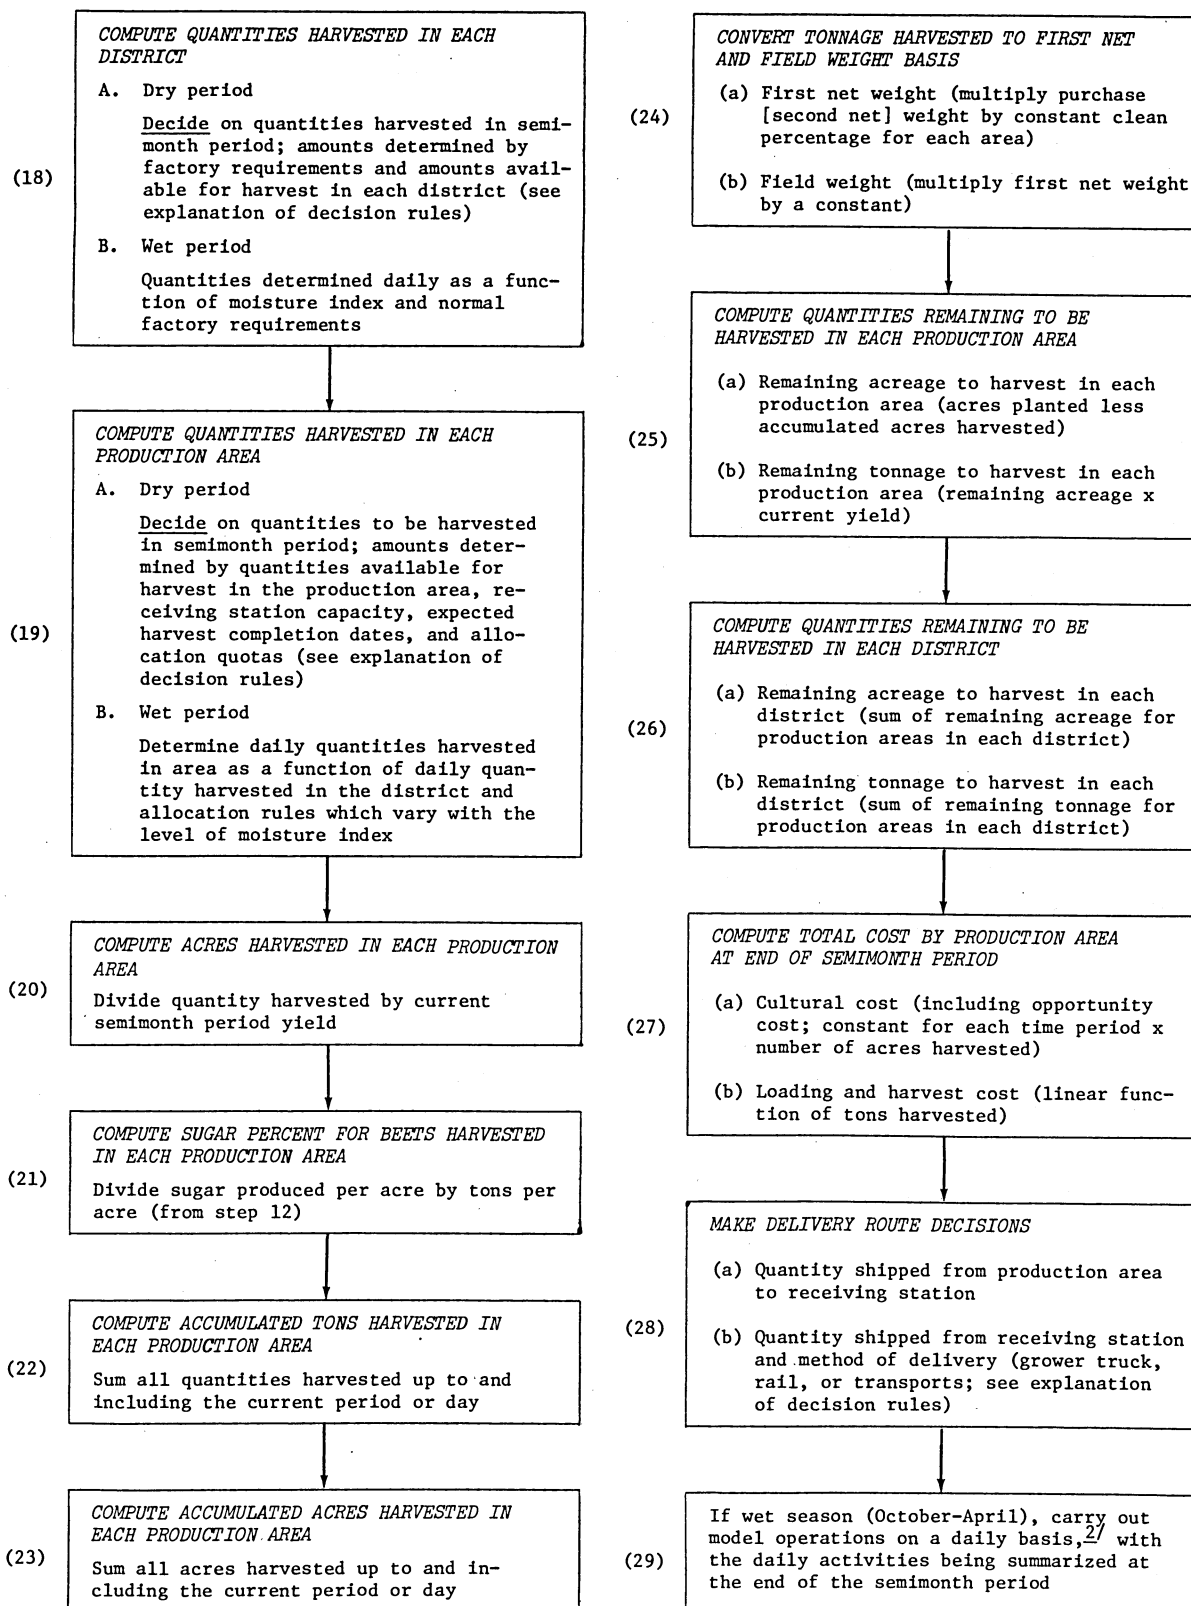 (18)
COMPUTE QUANTITIES HARVESTED IN EACH
DISTRICT
A. Dry period
Decide on quantities harvested in semi-
month period; amounts determined by
factory requirements and amounts avail-
able for harvest in each district (see
explanation of decision rules)
B. Wet period
Quantities determined daily as a func-
tion of moisture index and normal
factory requirements
(19)
COMPUTE QUANTITIES HARVESTED IN EACH
PRODUCTION AREA
A. Dry period
Decide on quantities to be harvested
in semimonth period; amounts deter-
mined by quantities available for
harvest in the production area, re-
ceiving station capacity, expected
harvest completion dates, and allo-
cation quotas (see explanation of
decision rules)
B. Wet period
Determine daily quantities harvested
in area as a function of daily quan-
tity harvested in the district and
allocation rules which vary with the
level of moisture index
(20)
COMPUTE ACRES HARVESTED IN EACH PRODUCTION
AREA
Divide quantity harvested by current
semimonth period yield
(21)
COMPUTE SUGAR PERCENT FOR BEETS HARVESTED
IN EACH PRODUCTION AREA
Divide sugar produced per acre by tons per
acre (from step 12)
(22)
COMPUTE ACCUMULATED TONS HARVESTED IN
EACH PRODUCTION AREA
Sum all quantities harvested up to and
including the current period or day
(23)
COMPUTE ACCUMULATED ACRES HARVESTED IN
EACH PRODUCTION AREA
Sum all acres harvested up to and in-
cluding the current period or day
(24)
CONVERT TONNAGE HARVESTED TO FIRST NET
AND FIELD WEIGHT BASIS
(a) First net weight (multiply purchase
[second net] weight by constant clean
percentage for each area)
(b) Field weight (multiply first net weight
by a constant)
(25)
COMPUTE QUANTITIES REMAINING TO BE
HARVESTED IN EACH PRODUCTION AREA
(a) Remaining acreage to harvest in each
production area (acres planted less
accumulated acres harvested)
(b) Remaining tonnage to harvest in each
production area (remaining acreage x
current yield)
(26)
COMPUTE QUANTITIES REMAINING TO BE
HARVESTED IN EACH DISTRICT
(a) Remaining acreage to harvest in each
district (sum of remaining acreage for
production areas in each district)
(b) Remaining tonnage to harvest in each
district (sum of remaining tonnage for
production areas in each district)
(27)
COMPUTE TOTAL COST BY PRODUCTION AREA
AT END OF SEMIMONTH PERIOD
(a) Cultural cost (including opportunity
cost; constant for each time period x
number of acres harvested)
(b) Loading and harvest cost (linear func-
tion of tons harvested)
(28)
MAKE DELIVERY ROUTE DECISIONS
(a) Quantity shipped from production area
to receiving station
(b) Quantity shipped from receiving station
and method of delivery (grower truck,
rail, or transports; see explanation
of decision rules)
(29)
If wet season (October-April), carry out
model operations on a daily basis,2/ with
the daily activities being summarized at
the end of the semimonth period